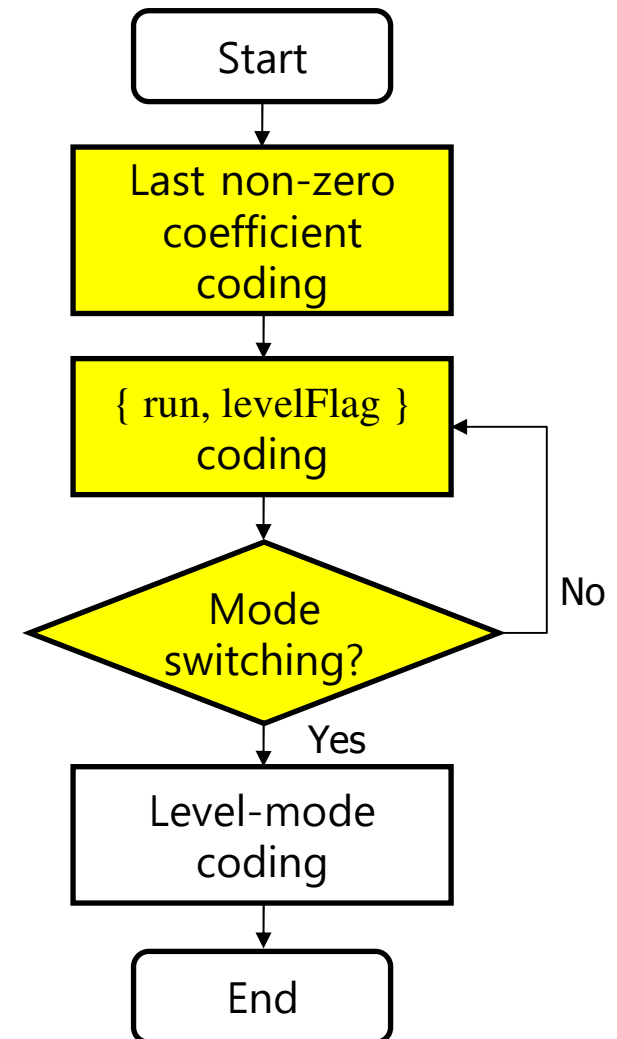 Start
Last non-zero
coefficient
coding
{ run, levelFlag }
coding
Mode
switching?
No
Yes
Level-mode
coding
End